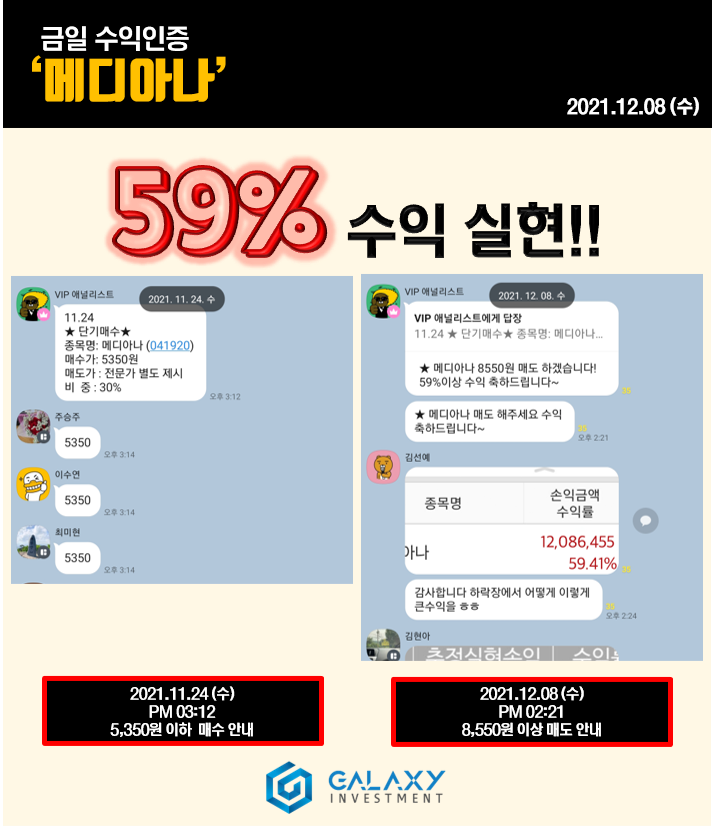 금일 수익인증
‘메디아나’
2021.12.08 (수)
59% 수익 실현!!
VIP 애널리스트
2021. 11. 24. 수
11.24
★ 단기매수★
종목명: 메디아나 (041920)
매수가: 5350원
매도가 : 전문가 별도 제시
비 중 : 30%
오후 3:12
주승주
5350
오후 3:14
이수연
5350
오후 3:14
최미현
5350
오후 3:14
VIP 애널리스트
2021. 12. 08. 수
VIP 애널리스트에게 답장
11.24 ★ 단기매수★ 종목명: 메디아나...
★ 메디아나 8550원 매도 하겠습니다!
59%이상 수익 축하드립니다~
35
★ 메디아나 매도 해주세요 수익
축하드립니다~
35
오후 2:21
김선예
종목명
손익금액
수익률
아나
12,086,455
59.41%
35
감사합니다 하락장에서 어떻게 이렇게
큰수익을 ㅎㅎ
35
오후 2:24
김현아
추정실현손익
2021.11.24 (수)
PM 03:12
5,350원 이하 매수 안내
2021.12.08 (수)
PM 02:21
8,550원 이상 매도 안내
GALAXY
INVESTMENT